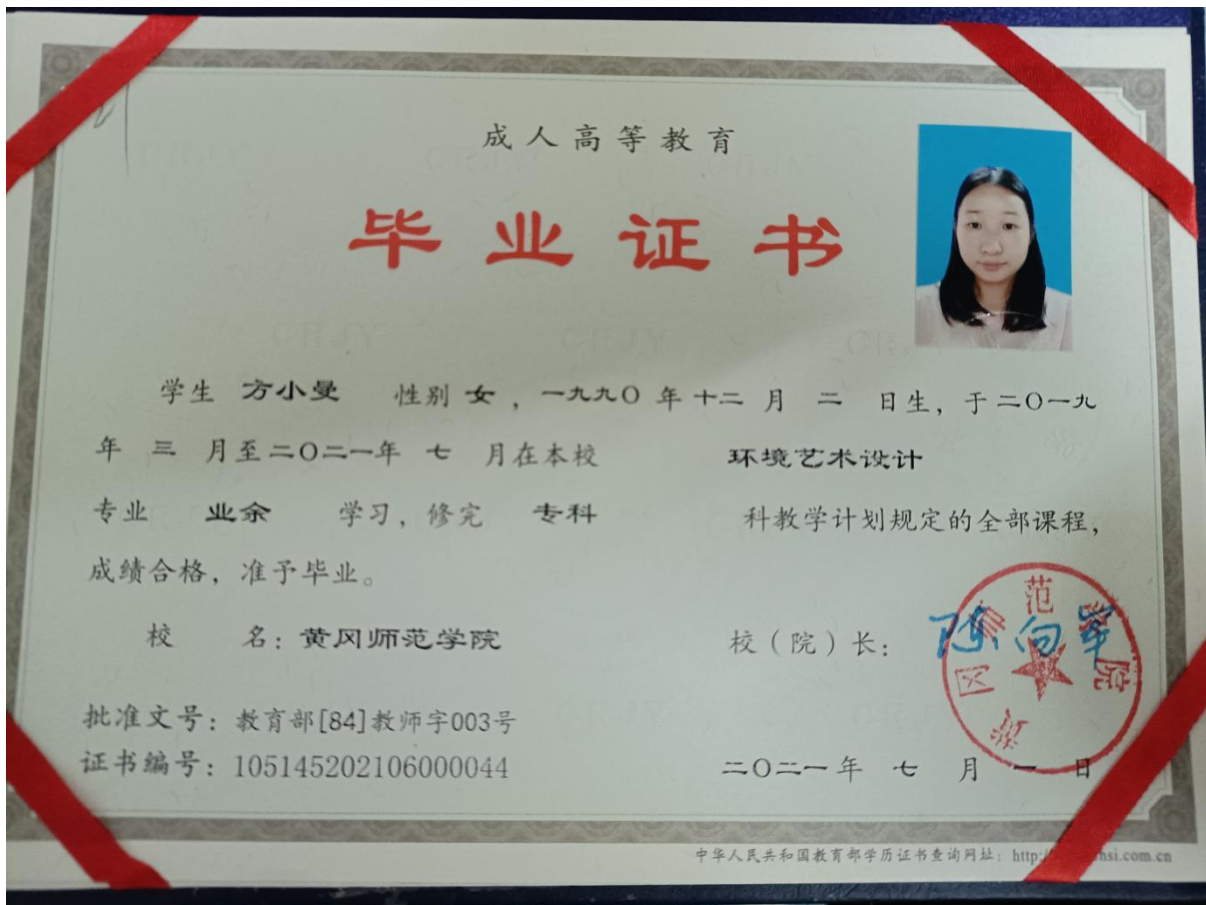 成人高等教育
毕业证书
学生 方小曼 性别 女 ，一九九〇 年 十二 月 二 日生，于二〇一九
年 三 月至二〇二一年 七 月在本校 环境艺术设计
专业 业余 学习，修完 专科 科教学计划规定的全部课程，
成绩合格，准予毕业。
校 名：黄冈师范学院 校（院）长：
批准文号：教育部[84]教师字003号
证书编号：105145202106000044 二〇二一年 七 月 一 日
中华人民共和国教育部学历证书查询网址：http:/ hsi.com.cn